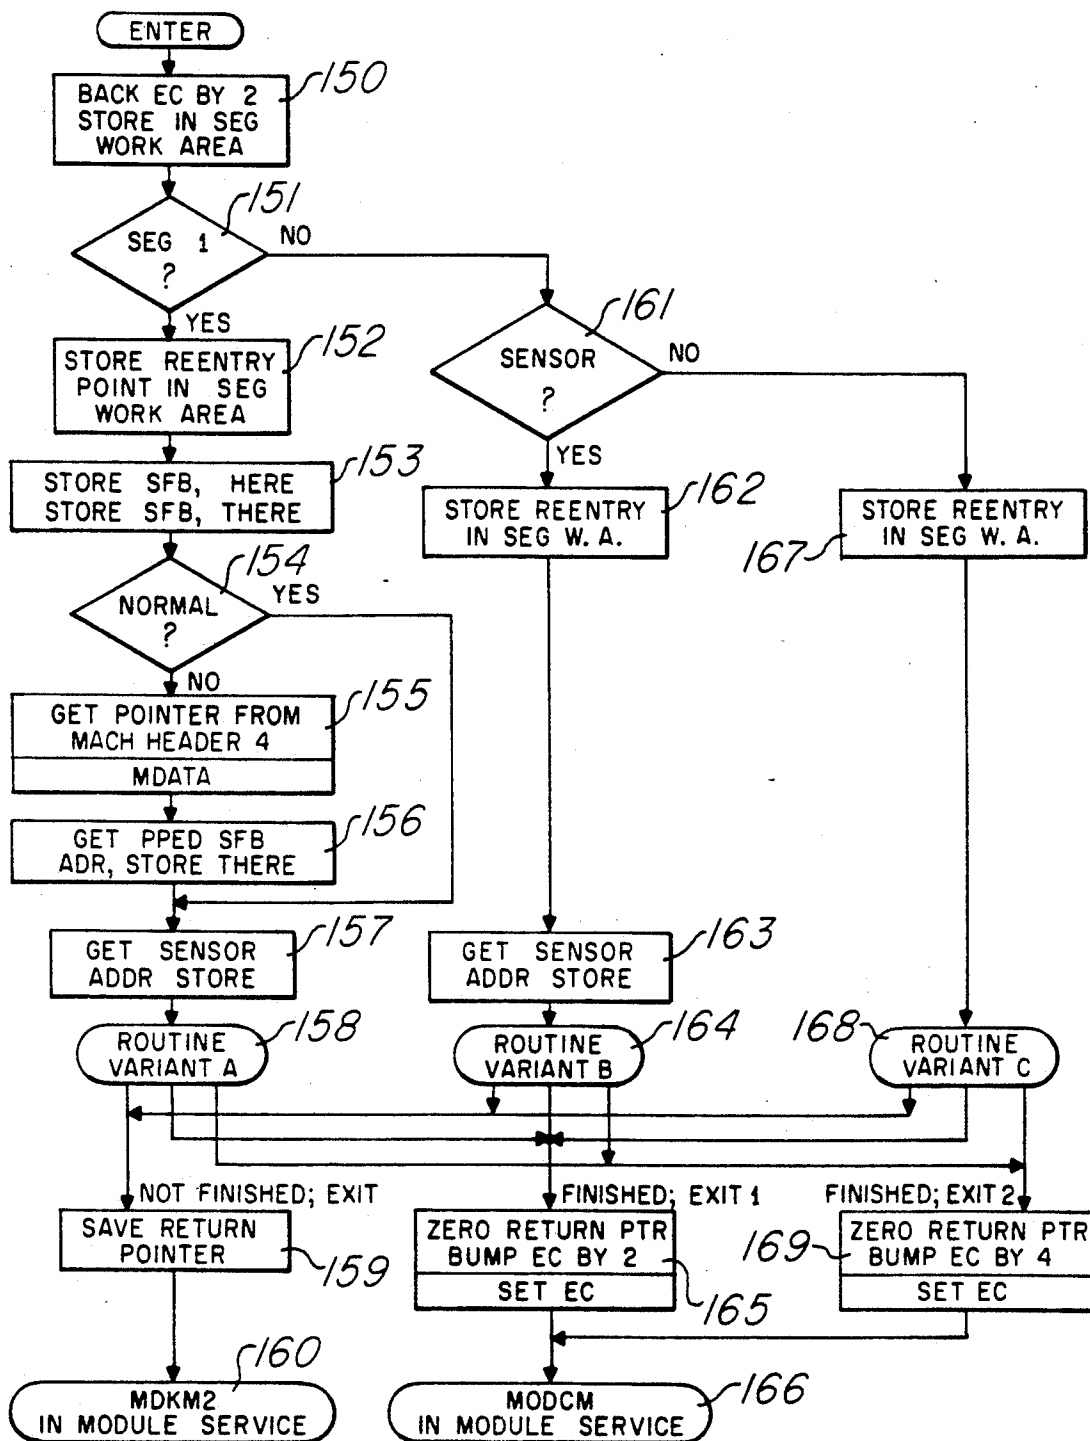 ENTER
150
BACK EC BY 2
STORE IN SEG
WORK AREA
151
SEG 1
?
NO
YES
152
STORE REENTRY
POINT IN SEG
WORK AREA
161
SENSOR
?
NO
YES
153
STORE SFB, HERE
STORE SFB, THERE
162
STORE REENTRY
IN SEG W. A.
STORE REENTRY
IN SEG W. A.
167
154
NORMAL
?
YES
NO
155
GET POINTER FROM
MACH HEADER 4
MDATA
156
GET PPED SFB
ADR, STORE THERE
157
GET SENSOR
ADDR STORE
163
GET SENSOR
ADDR STORE
158
ROUTINE
VARIANT A
164
ROUTINE
VARIANT B
168
ROUTINE
VARIANT C
NOT FINISHED; EXIT
FINISHED; EXIT 1
FINISHED; EXIT 2
SAVE RETURN
POINTER
159
ZERO RETURN PTR
BUMP EC BY 2
SET EC
165
169
ZERO RETURN PTR
BUMP EC BY 4
SET EC
160
MDKM2
IN MODULE SERVICE
MODCM
IN MODULE SERVICE
166